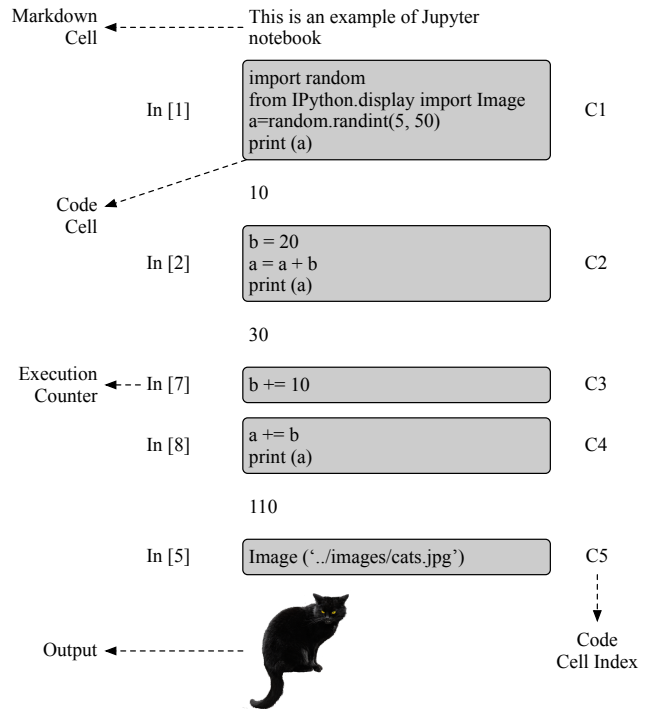 Markdown
Cell
This is an example of Jupyter
notebook
In [1]
import random
from IPython.display import Image
a=random.randint(5, 50)
print (a)
C1
10
Code
Cell
In [2]
b = 20
a = a + b
print (a)
C2
30
Execution
Counter
In [7]
b += 10
C3
In [8]
a += b
print (a)
C4
110
In [5]
Image (‘../images/cats.jpg’)
C5
Output
Code
Cell Index